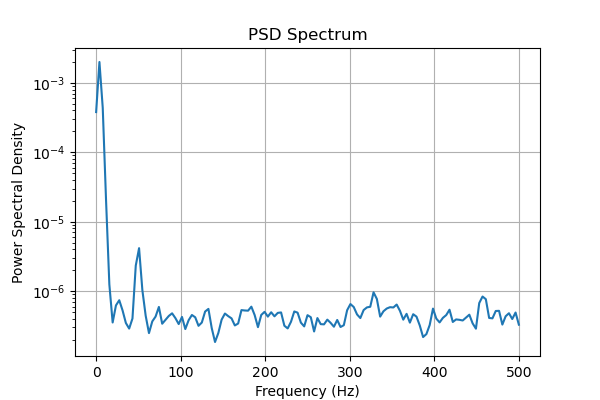 PSD Spectrum
Power Spectral Density
10⁻³
10⁻⁴
10⁻⁵
10⁻⁶
0 100 200 300 400 500
Frequency (Hz)